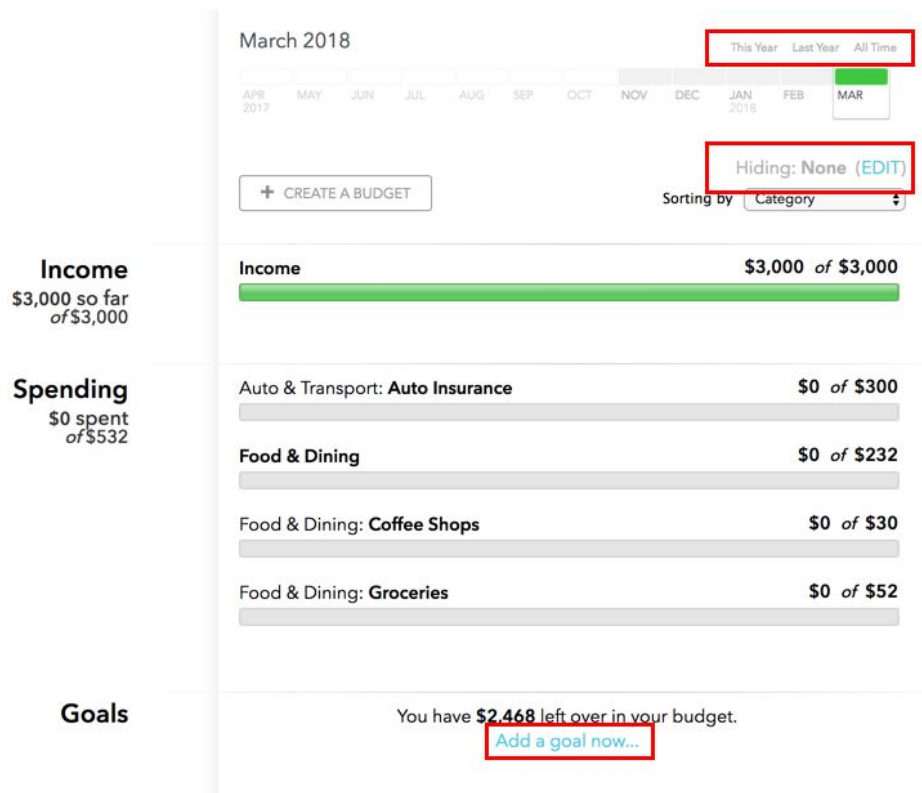 March 2018
This Year Last Year All Time
APR MAY JUN JUL AUG SEP OCT NOV DEC JAN FEB MAR
2017 2018
Hiding: None (EDIT)
+ CREATE A BUDGET
Sorting by Category
Income
$3,000 so far
of $3,000
Income $3,000 of $3,000
Spending
$0 spent
of $532
Auto & Transport: Auto Insurance $0 of $300
Food & Dining $0 of $232
Food & Dining: Coffee Shops $0 of $30
Food & Dining: Groceries $0 of $52
Goals
You have $2,468 left over in your budget.
Add a goal now...